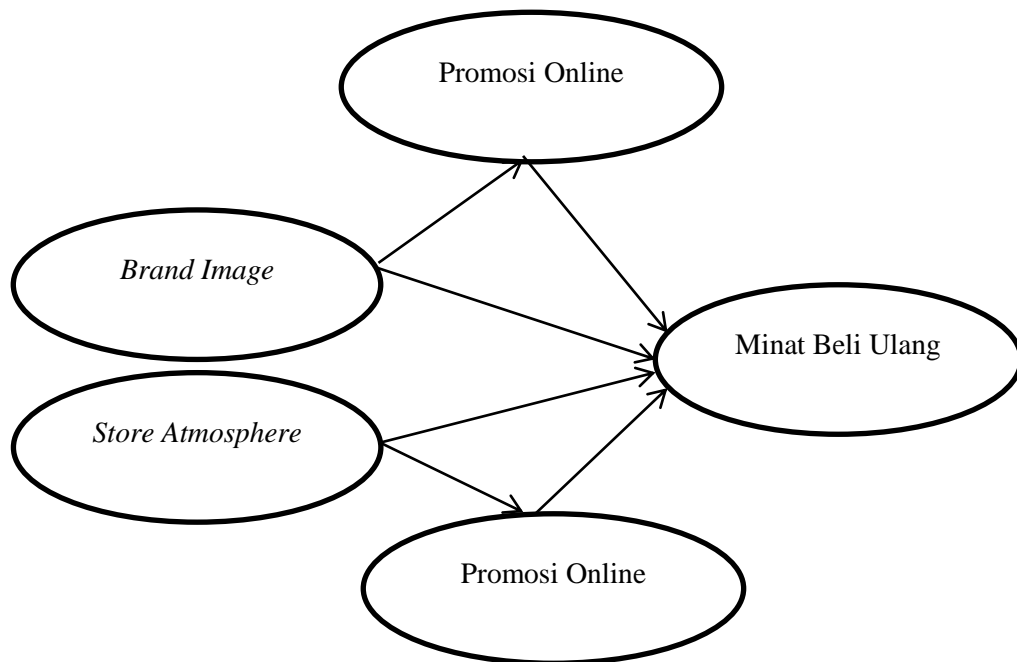 Promosi Online
Brand Image
Minat Beli Ulang
Store Atmosphere
Promosi Online